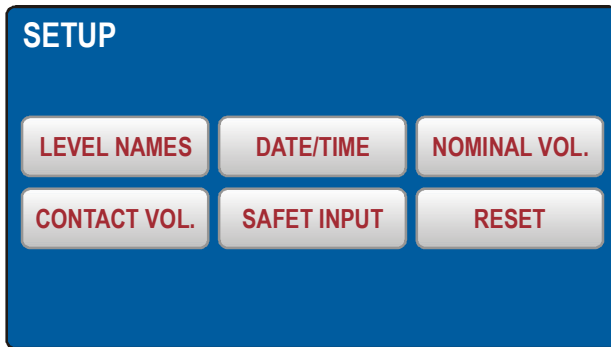 SETUP
LEVEL NAMES DATE/TIME NOMINAL VOL.
CONTACT VOL. SAFET INPUT RESET